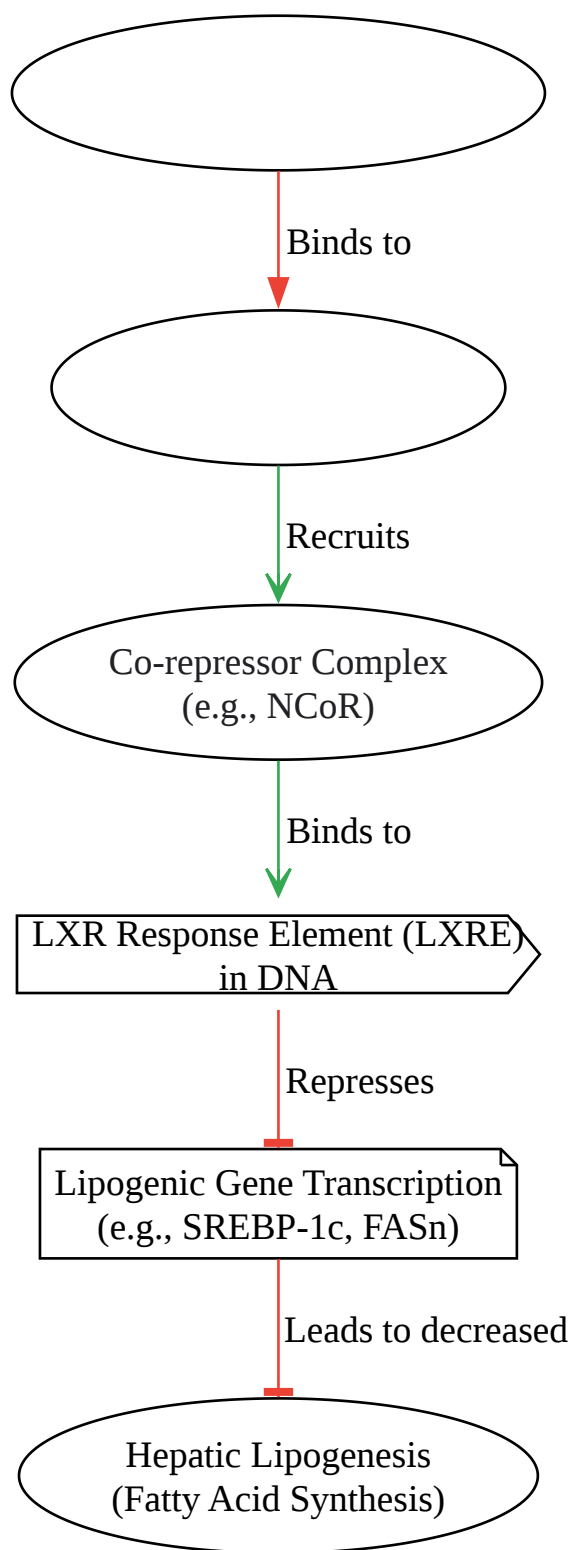 Binds to
Recruits
Co-repressor Complex
(e.g., NCoR)
Binds to
LXR Response Element (LXRE)
in DNA
Represses
Lipogenic Gene Transcription
(e.g., SREBP-1c, FASn)
Leads to decreased
Hepatic Lipogenesis
(Fatty Acid Synthesis)